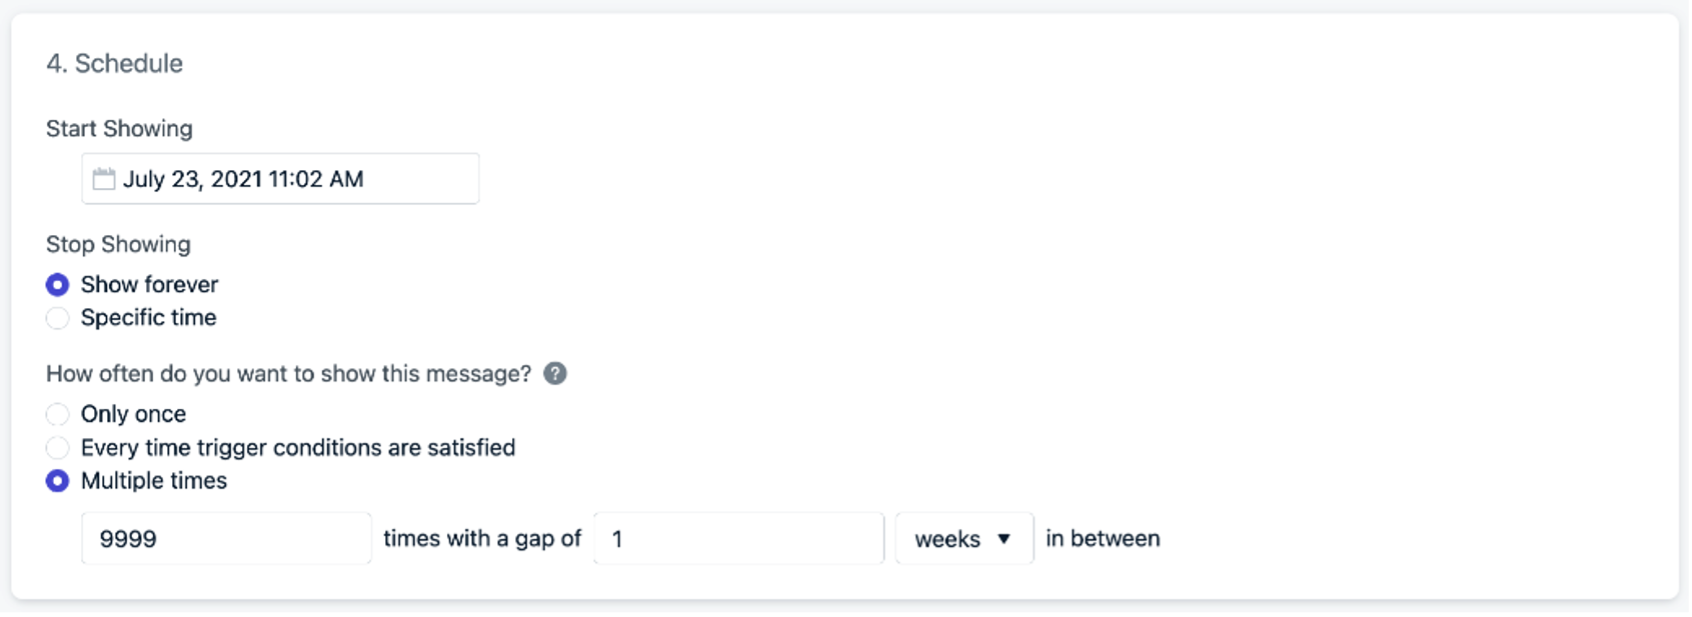 4. Schedule
Start Showing
July 23, 2021 11:02 AM
Stop Showing
Show forever
Specific time
How often do you want to show this message? ?
Only once
Every time trigger conditions are satisfied
Multiple times
9999 times with a gap of 1 weeks ▼ in between